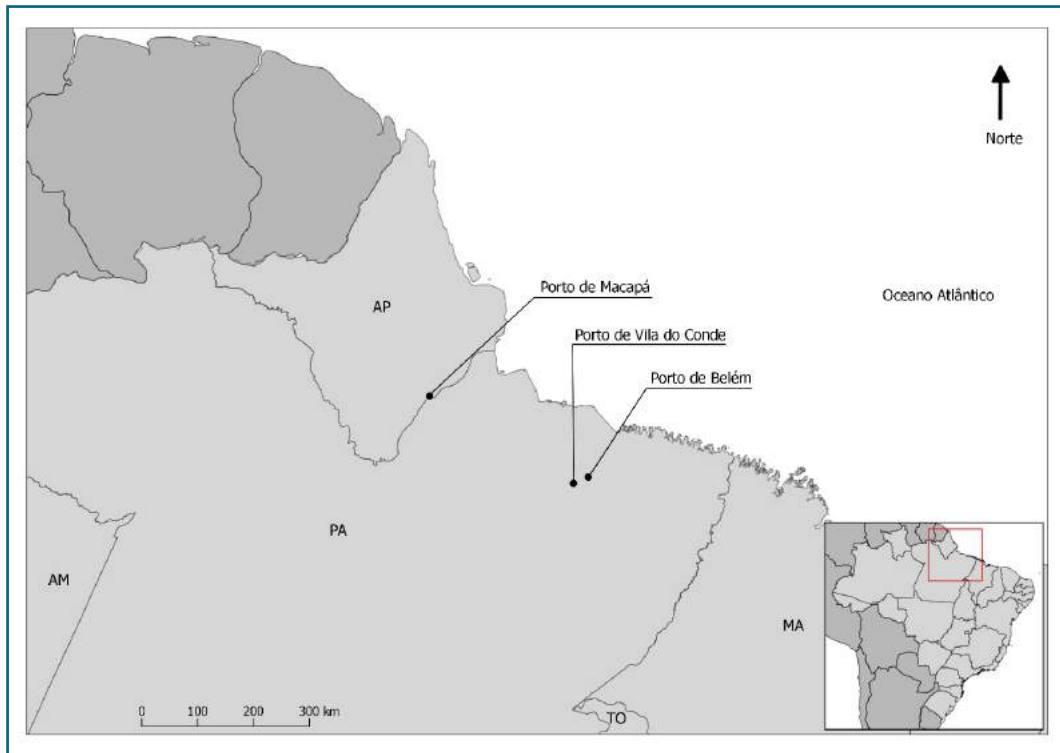 Norte
Porto de Macapá
Oceano Atlântico
AP
Porto de Vila do Conde
Porto de Belém
PA
AM
MA
TO
0 100 200 300 km